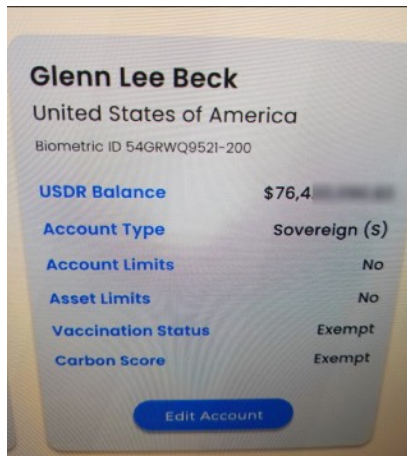 Glenn Lee Beck
United States of America
Biometric ID 54GRWQ9521-200
USDR Balance $76,4
Account Type Sovereign (S)
Account Limits No
Asset Limits No
Vaccination Status Exempt
Carbon Score Exempt
Edit Account